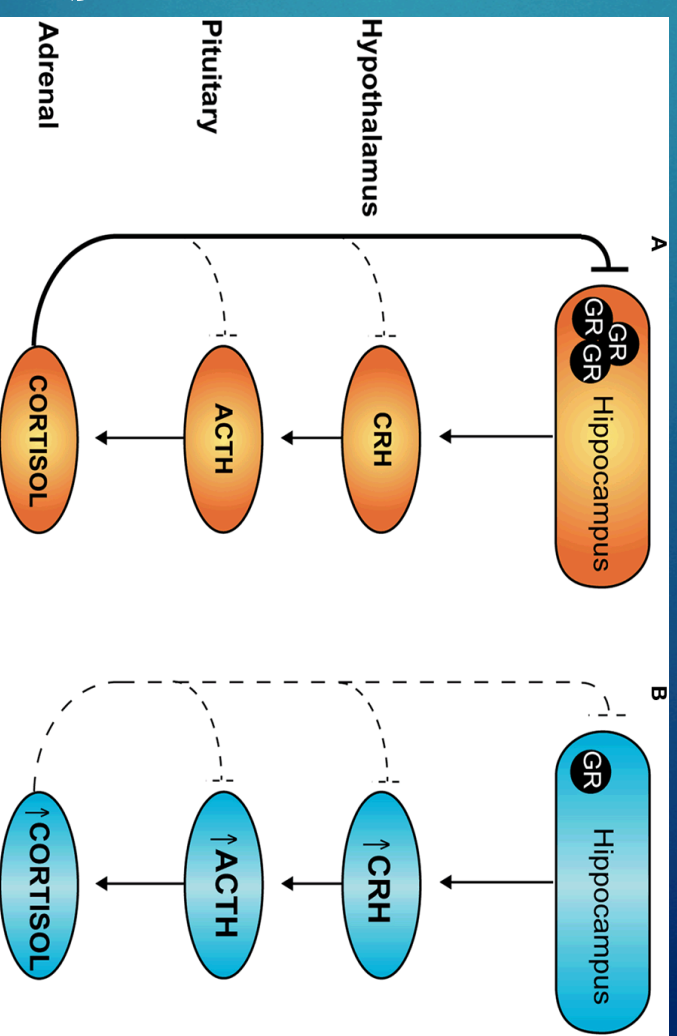 A
GR
GR GR
Hippocampus
Hypothalamus
CRH
Pituitary
ACTH
Adrenal
CORTISOL
B
GR
Hippocampus
↑CRH
↑ACTH
↑CORTISOL